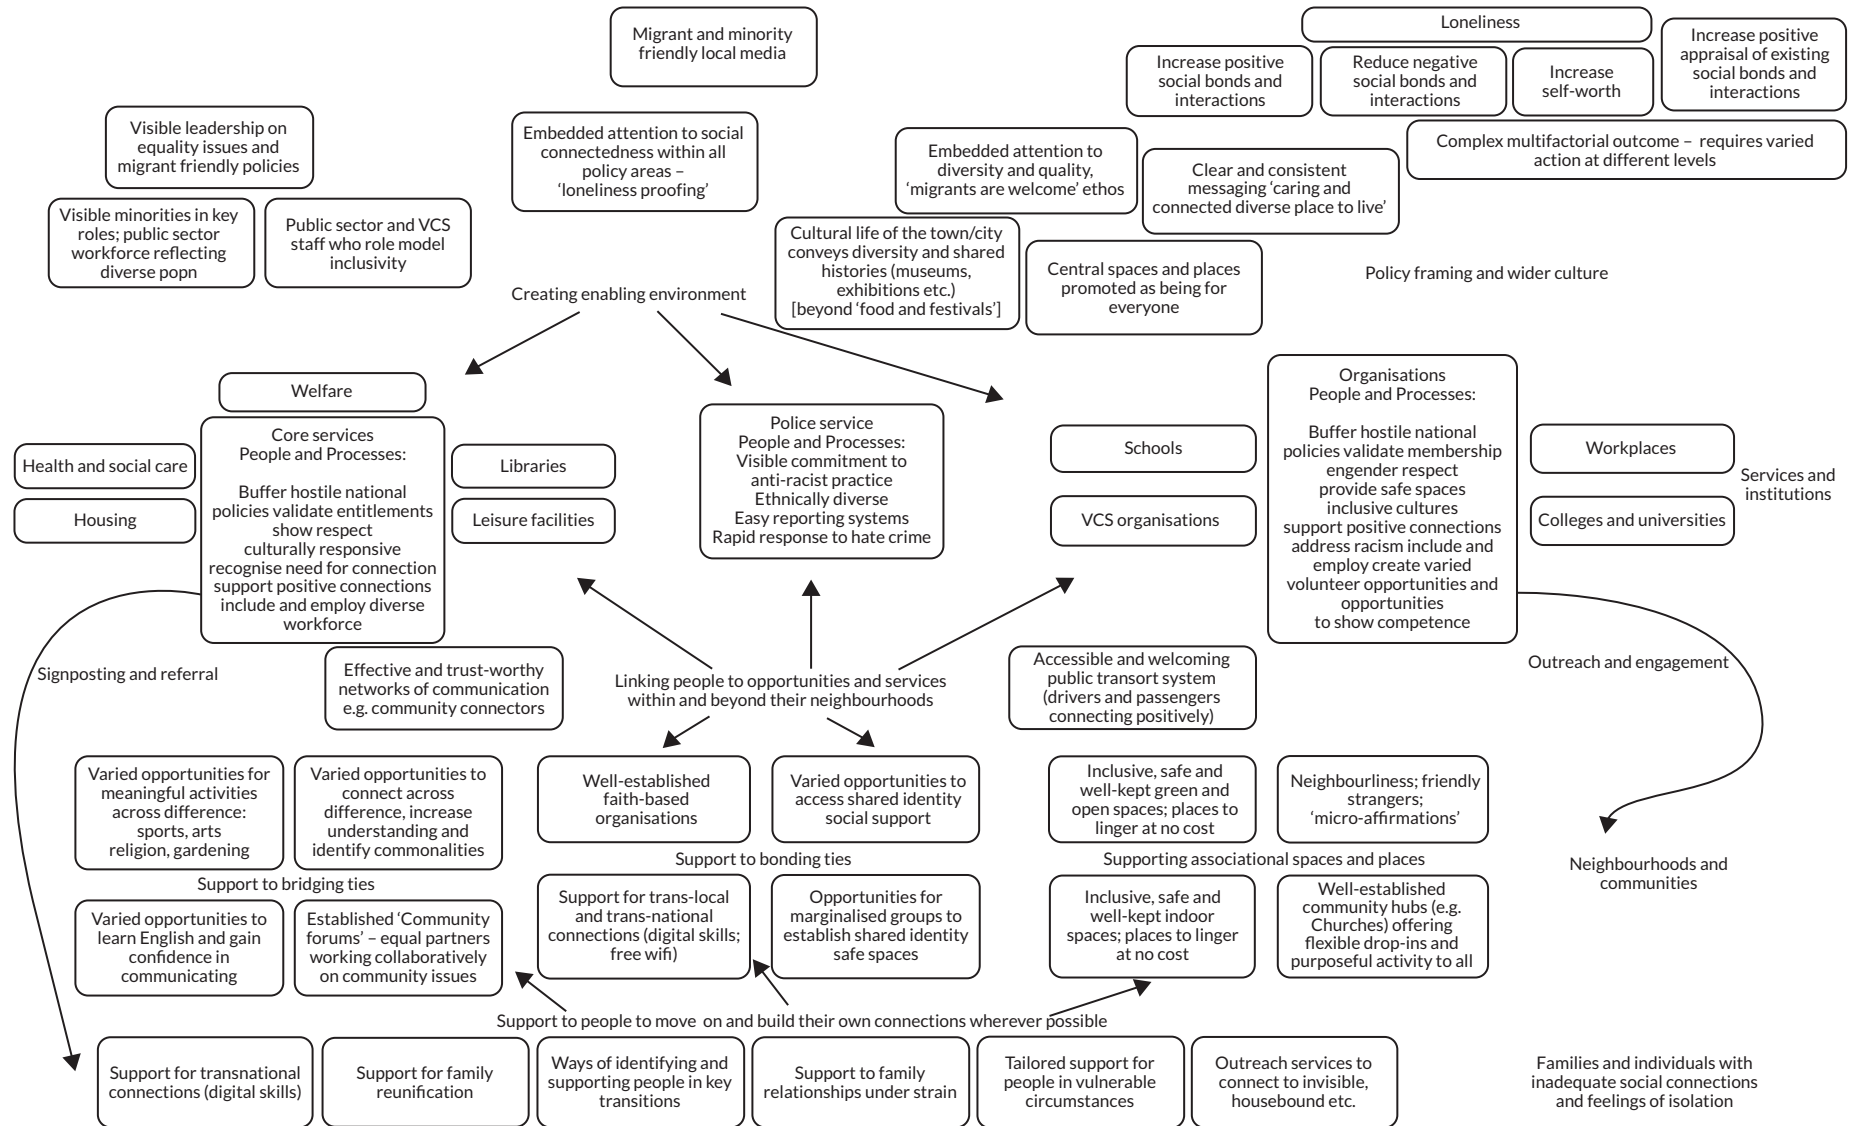 Migrant and minority
friendly local media
Loneliness
Increase positive
social bonds and
interactions
Reduce negative
social bonds and
interactions
Increase
self-worth
Increase positive
appraisal of existing
social bonds and
interactions
Complex multifactorial outcome – requires varied
action at different levels
Visible leadership on
equality issues and
migrant friendly policies
Embedded attention to social
connectedness within all
policy areas –
‘loneliness proofing’
Embedded attention to
diversity and quality,
‘migrants are welcome’ ethos
Clear and consistent
messaging ‘caring and
connected diverse place to live’
Visible minorities in key
roles; public sector
workforce reflecting
diverse popn
Public sector and VCS
staff who role model
inclusivity
Cultural life of the town/city
conveys diversity and shared
histories (museums,
exhibitions etc.)
[beyond ‘food and festivals’]
Central spaces and places
promoted as being for
everyone
Policy framing and wider culture
Creating enabling environment
Welfare
Core services
People and Processes:
Buffer hostile national
policies validate entitlements
show respect
culturally responsive
recognise need for connection
support positive connections
include and employ diverse
workforce
Health and social care
Housing
Libraries
Leisure facilities
Police service
People and Processes:
Visible commitment to
anti-racist practice
Ethnically diverse
Easy reporting systems
Rapid response to hate crime
Schools
VCS organisations
Organisations
People and Processes:
Buffer hostile national
policies validate membership
engender respect
provide safe spaces
inclusive cultures
support positive connections
address racism include and
employ create varied
volunteer opportunities and
opportunities
to show competence
Workplaces
Colleges and universities
Services and
institutions
Signposting and referral
Effective and trust-worthy
networks of communication
e.g. community connectors
Linking people to opportunities and services
within and beyond their neighbourhoods
Accessible and welcoming
public transort system
(drivers and passengers
connecting positively)
Outreach and engagement
Varied opportunities for
meaningful activities
across difference:
sports, arts
religion, gardening
Varied opportunities to
connect across
difference, increase
understanding and
identify commonalities
Well-established
faith-based
organisations
Varied opportunities to
access shared identity
social support
Inclusive, safe and
well-kept green and
open spaces; places to
linger at no cost
Neighbourliness; friendly
strangers;
‘micro-affirmations’
Support to bridging ties
Support to bonding ties
Supporting associational spaces and places
Neighbourhoods and
communities
Varied opportunities to
learn English and gain
confidence in
communicating
Established ‘Community
forums’ – equal partners
working collaboratively
on community issues
Support for trans-local
and trans-national
connections (digital skills;
free wifi)
Opportunities for
marginalised groups to
establish shared identity
safe spaces
Inclusive, safe and
well-kept indoor
spaces; places to linger
at no cost
Well-established
community hubs (e.g.
Churches) offering
flexible drop-ins and
purposeful activity to all
Support to people to move on and build their own connections wherever possible
Support for transnational
connections (digital skills)
Support for family
reunification
Ways of identifying and
supporting people in key
transitions
Support to family
relationships under strain
Tailored support for
people in vulnerable
circumstances
Outreach services to
connect to invisible,
housebound etc.
Families and individuals with
inadequate social connections
and feelings of isolation